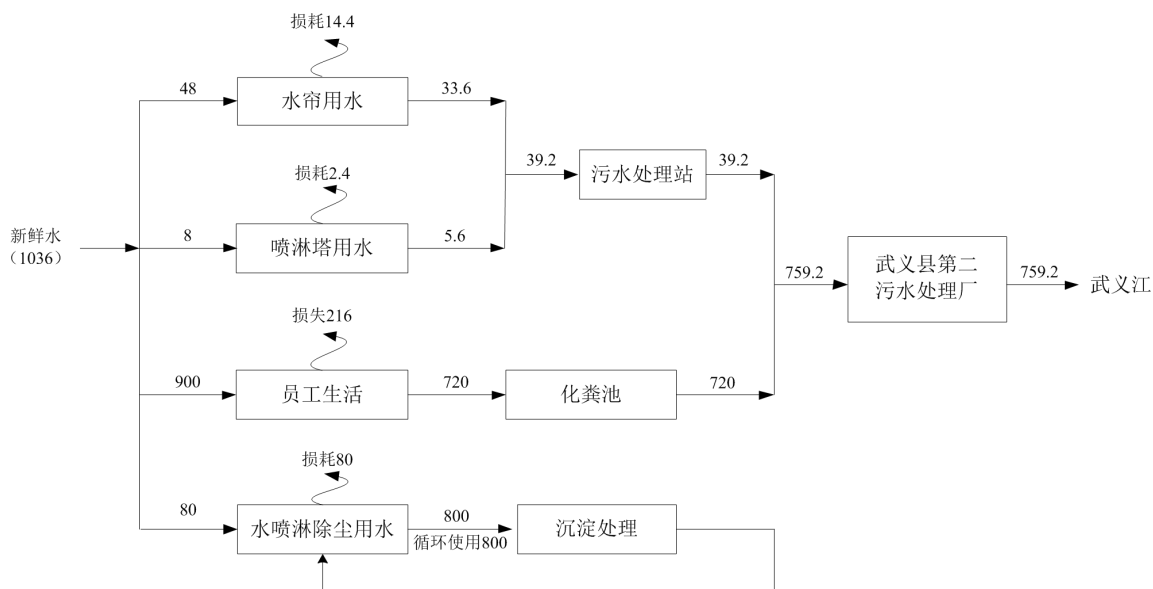 损耗14.4
48
水帘用水
33.6
损耗2.4
39.2
污水处理站
39.2
新鲜水
（1036）
8
喷淋塔用水
5.6
759.2
武义县第二
污水处理厂
759.2
武义江
损失216
900
员工生活
720
化粪池
720
损耗80
80
水喷淋除尘用水
800
循环使用800
沉淀处理